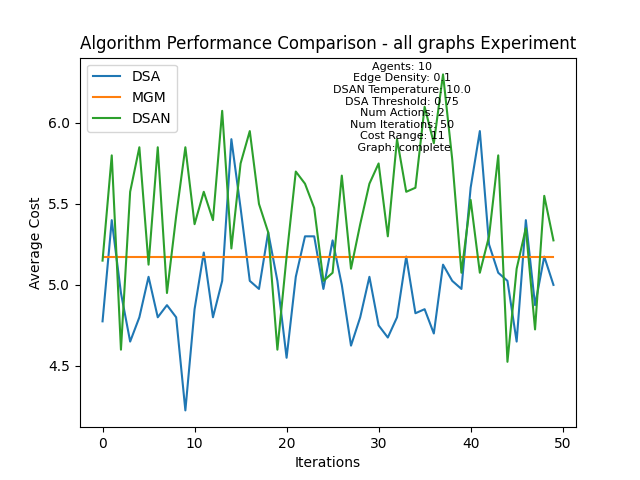 Algorithm Performance Comparison - all graphs Experiment
DSA
MGM
DSAN
Agents: 10
Edge Density: 0.1
DSAN Temperature: 10.0
DSA Threshold: 0.75
Num Actions: 2
Num Iterations: 50
Cost Range: 11
Graph: complete
Average Cost
6.0
5.5
5.0
4.5
0 10 20 30 40 50
Iterations